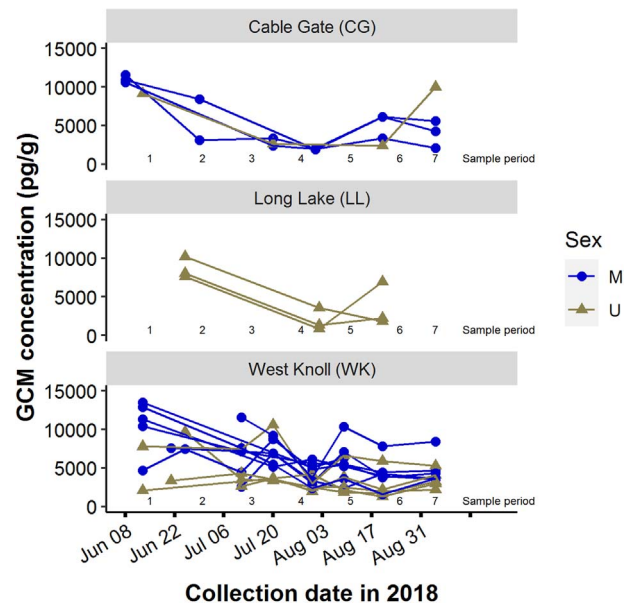 Cable Gate (CG)
15000
10000
5000
0
1 2 3 4 5 6 7 Sample period
Long Lake (LL)
15000
10000
5000
0
1 2 3 4 5 6 7 Sample period
West Knoll (WK)
15000
10000
5000
0
1 2 3 4 5 6 7 Sample period
GCM concentration (pg/g)
Jun 08 Jun 22 Jul 06 Jul 20 Aug 03 Aug 17 Aug 31
Collection date in 2018
Sex
M
U